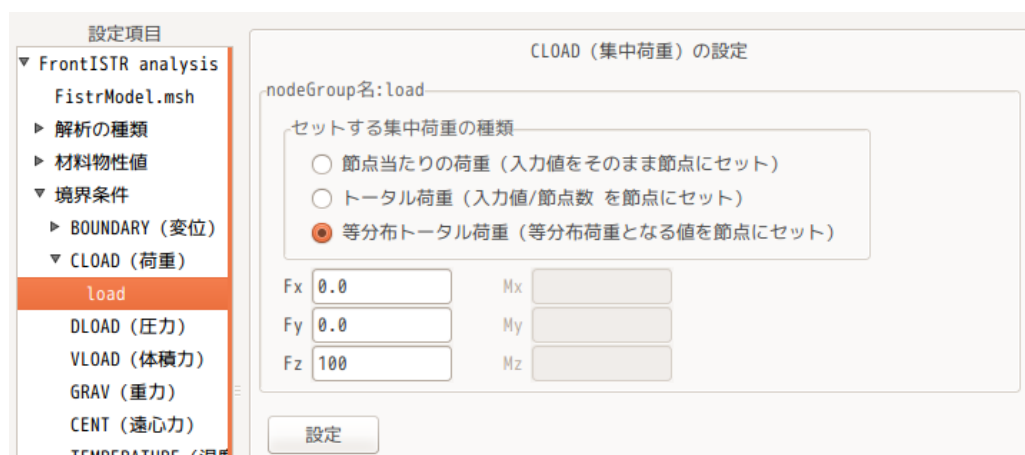 設定項目
▼ FrontISTR analysis
FistrModel.msh
▶ 解析の種類
▶ 材料物性値
▼ 境界条件
▶ BOUNDARY (変位)
▼ CLOAD (荷重)
load
DLOAD (圧力)
VLOAD (体積力)
GRAV (重力)
CENT (遠心力)
CLOAD (集中荷重) の設定
nodeGroup名:load
セットする集中荷重の種類
節点当たりの荷重 (入力値をそのまま節点にセット)
トータル荷重 (入力値/節点数 を節点にセット)
等分布トータル荷重 (等分布荷重となる値を節点にセット)
Fx 0.0 Mx
Fy 0.0 My
Fz 100 Mz
設定